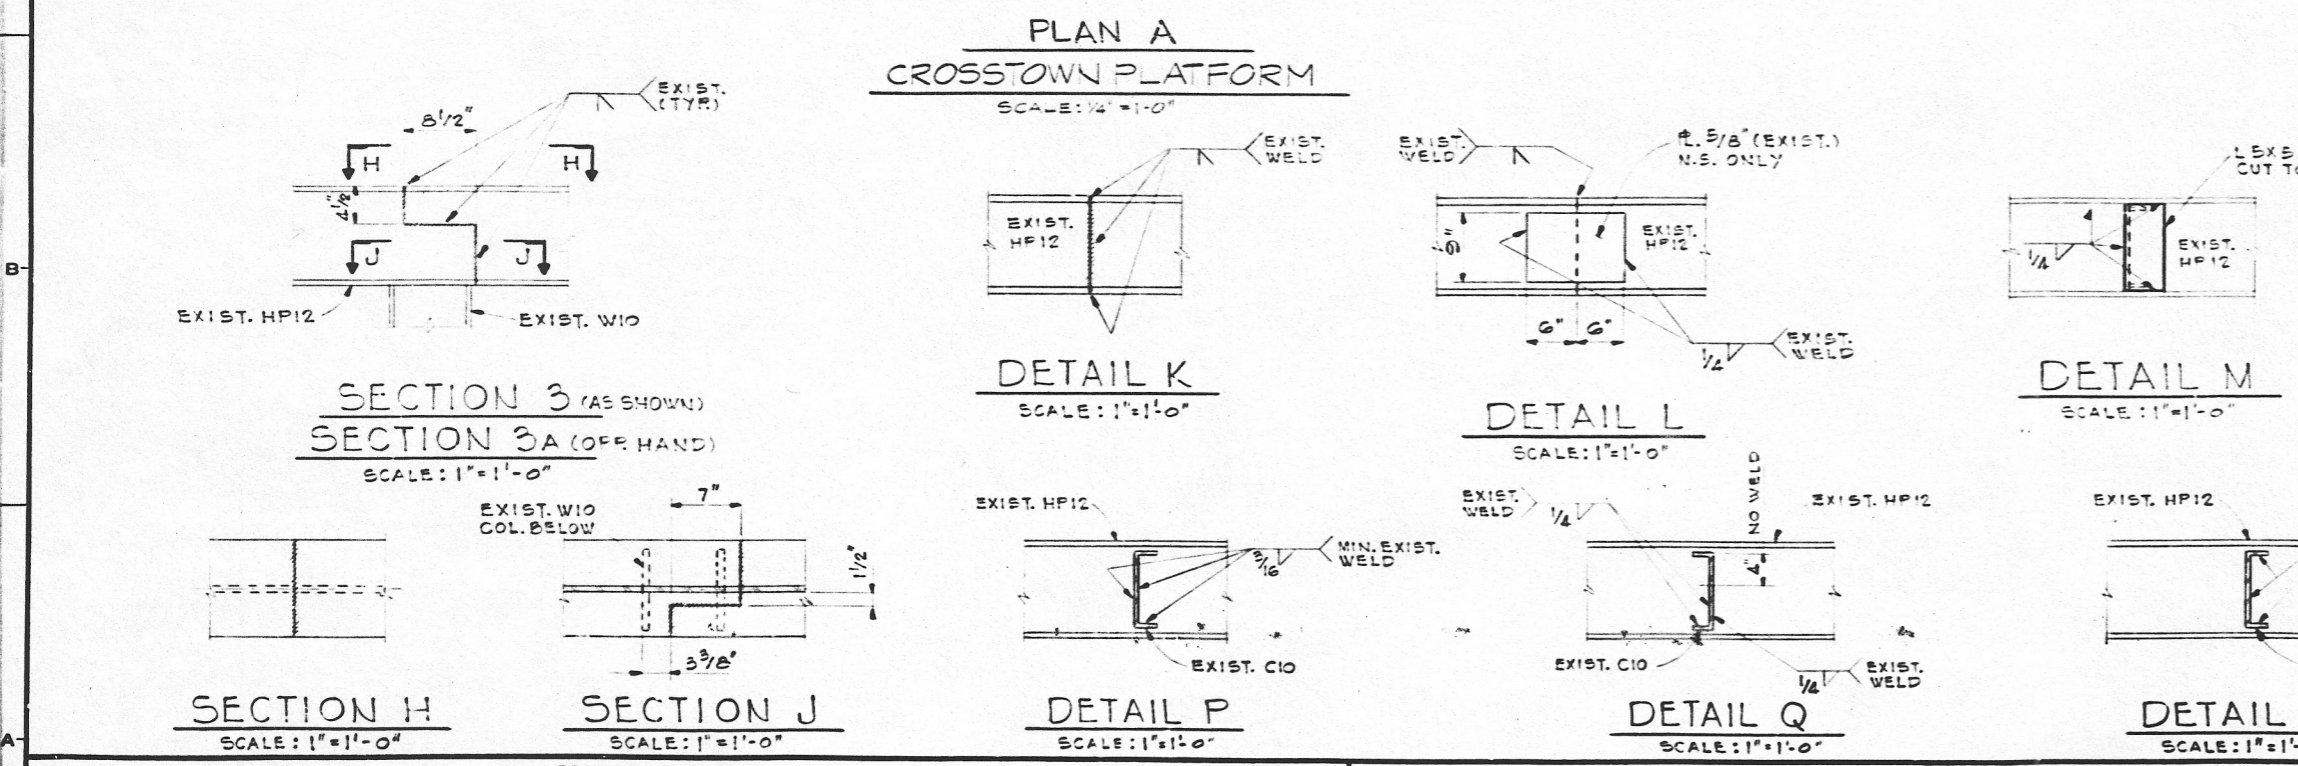 PLAN A
CROSSTOWN PLATFORM
SCALE: 1/4" = 1'-0"
EXIST.
(TYP.)
8 1/2"
H
H
4 1/2"
J
J
EXIST. HP12
EXIST. W10
SECTION 3 (AS SHOWN)
SECTION 3A (OPP. HAND)
SCALE: 1"=1'-0"
EXIST.
WELD
EXIST.
HP12
DETAIL K
SCALE: 1"=1'-0"
EXIST.
WELD
PL. 5/8" (EXIST.)
N.S. ONLY
9"
EXIST.
HP12
6"
6"
1/4
EXIST.
WELD
DETAIL L
SCALE: 1"=1'-0"
CUT
1/4
EXIST.
HP12
DETAIL M
SCALE: 1"=1'-0"
B
SECTION H
SCALE: 1"=1'-0"
EXIST. W10
COL. BELOW
7"
1 1/2"
3 3/8"
SECTION J
SCALE: 1"=1'-0"
EXIST. HP12
3/16
MIN. EXIST.
WELD
EXIST. C10
DETAIL P
SCALE: 1"=1'-0"
EXIST.
WELD
1/4
NO WELD
4"
EXIST. HP12
EXIST. C10
1/4
EXIST.
WELD
DETAIL Q
SCALE: 1"=1'-0"
EXIST. HP12
DETAIL
SCALE: 1"=1'-
A